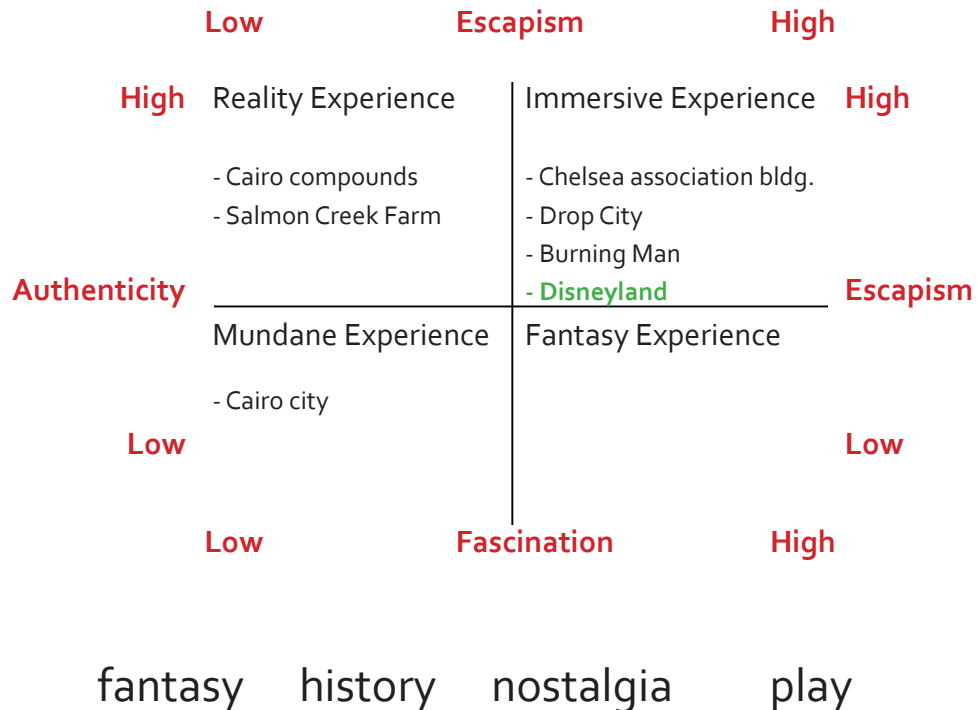 Low Escapism High
High Reality Experience Immersive Experience High
- Cairo compounds - Chelsea association bldg.
- Salmon Creek Farm - Drop City
- Burning Man
Authenticity - Disneyland Escapism
Mundane Experience Fantasy Experience
- Cairo city
Low Low
Low Fascination High
fantasy history nostalgia play